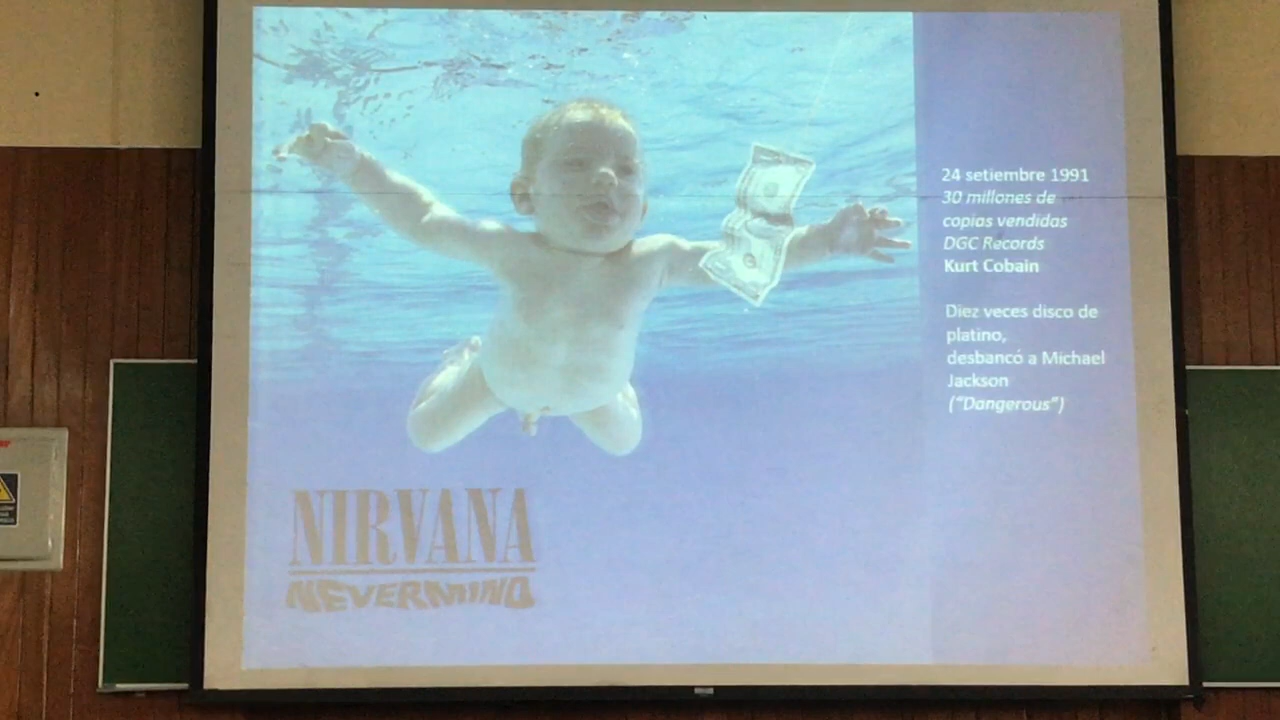 24 setiembre 1991
30 millones de
copias vendidas
DGC Records
Kurt Cobain
Diez veces disco de
platino,
desbancó a Michael
Jackson
("Dangerous")
NIRVANA
NEVERMIND